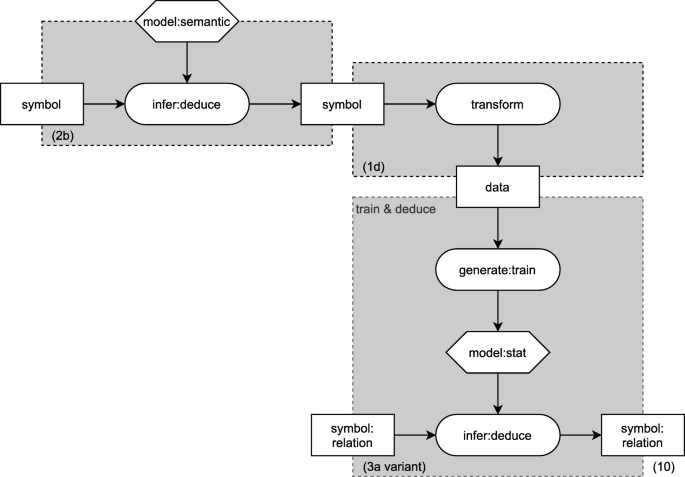 model:semantic
symbol
infer:deduce
symbol
transform
(2b)
(1d)
data
train & deduce
generate:train
model:stat
symbol:
relation
infer:deduce
symbol:
relation
(3a variant)
(10)